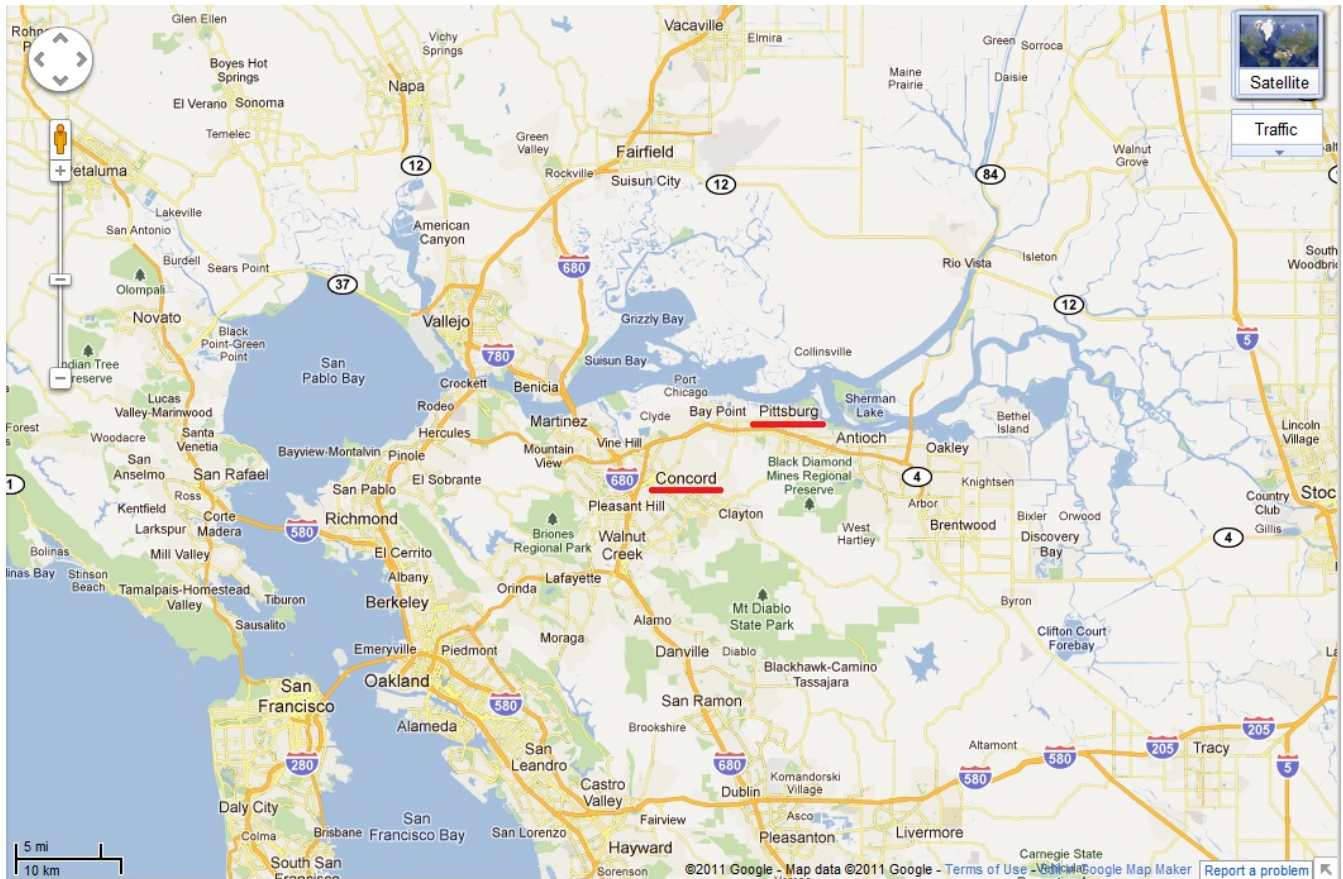 Glen Ellen
Vacaville
Elmira
Green
Sorroca
Vichy
Springs
Boyes Hot
Springs
Maine
Prairie
Daisie
Satellite
Napa
El Verano
Sonoma
Temelec
Green
Valley
Traffic
Petaluma
12
Fairfield
Rockville
Suisun City
12
Walnut
Grove
84
Lakeville
San Antonio
American
Canyon
Burdell
Sears Point
680
Rio Vista
Isleton
South
Woodbri
Olompali
37
12
Novato
Black
Point-Green
Point
Vallejo
Grizzly Bay
5
780
San
Pablo Bay
Suisun Bay
Collinsville
Indian Tree
Preserve
Crockett
Benicia
Port
Chicago
Lucas
Valley-Marinwood
Rodeo
Martinez
Clyde
Bay Point
Pittsburg
Sherman
Lake
Bethel
Island
Forest
Woodacre
Santa
Venetia
Hercules
Vine Hill
Antioch
Oakley
Lincoln
Village
San
Anselmo
San Rafael
Bayview-Montalvin
Pinole
Mountain
View
Black Diamond
Mines Regional
Preserve
1
El Sobrante
680
Concord
4
Knightsen
Ross
San Pablo
Pleasant Hill
Clayton
Arbor
Country
Club
Stoc
Kentfield
Corte
Madera
Richmond
Briones
Regional Park
West
Hartley
Brentwood
Bixler
Orwood
Gillis
Larkspur
580
Walnut
Creek
Discovery
Bay
4
Bolinas
Mill Valley
El Cerrito
linas Bay
Stinson
Beach
Tamalpais-Homestead
Valley
Albany
Orinda
Lafayette
Tiburon
Berkeley
Mt Diablo
State Park
Byron
Sausalito
Moraga
Alamo
Clifton Court
Forebay
Emeryville
Piedmont
Danville
Diablo
Blackhawk-Camino
Tassajara
La
San
Francisco
Oakland
580
San Ramon
Alameda
Brookshire
205
San
Leandro
Altamont
580
205
Tracy
280
680
580
5
Castro
Valley
Dublin
Komandorski
Village
Daly City
San
Francisco Bay
Fairview
Asco
Colma
Brisbane
San Lorenzo
Pleasanton
Livermore
5 mi
10 km
South San
Francisco
Hayward
Sorenson
Carnegie State
©2011 Google - Map data ©2011 Google - Terms of Use - Edit in Google Map Maker
Report a problem